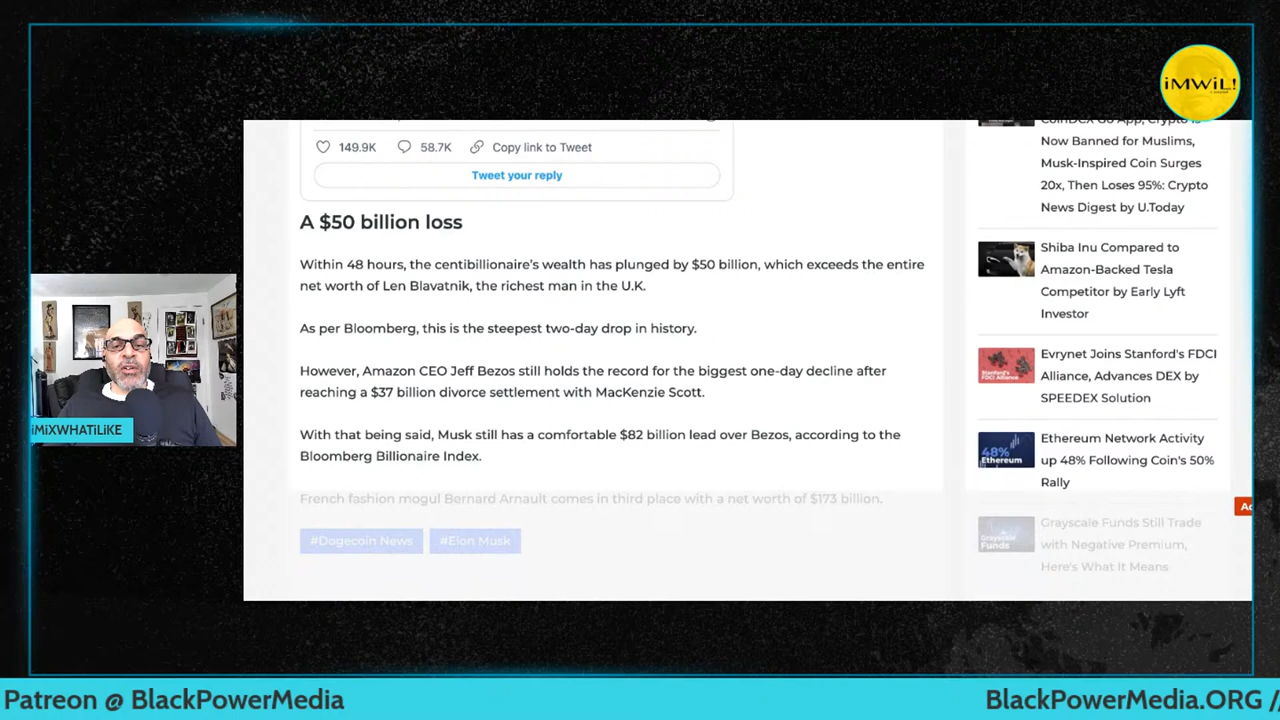 iMWiL!
149.9K 58.7K Copy link to Tweet
Tweet your reply
A $50 billion loss
Within 48 hours, the centibillionaire's wealth has plunged by $50 billion, which exceeds the entire
net worth of Len Blavatnik, the richest man in the U.K.
As per Bloomberg, this is the steepest two-day drop in history.
However, Amazon CEO Jeff Bezos still holds the record for the biggest one-day decline after
reaching a $37 billion divorce settlement with MacKenzie Scott.
With that being said, Musk still has a comfortable $82 billion lead over Bezos, according to the
Bloomberg Billionaire Index.
French fashion mogul Bernard Arnault comes in third place with a net worth of $173 billion.
#Dogecoin News #Elon Musk
CoinDCX Go App, Crypto is
Now Banned for Muslims,
Musk-Inspired Coin Surges
20x, Then Loses 95%: Crypto
News Digest by U.Today
Shiba Inu Compared to
Amazon-Backed Tesla
Competitor by Early Lyft
Investor
Stanford's
FDCI Alliance
Evrynet Joins Stanford's FDCI
Alliance, Advances DEX by
SPEEDEX Solution
48%
Ethereum
Ethereum Network Activity
up 48% Following Coin's 50%
Rally
Grayscale
Funds
Grayscale Funds Still Trade
with Negative Premium,
Here's What It Means
iMiXWHATiLiKE
Patreon @ BlackPowerMedia
BlackPowerMedia.ORG /